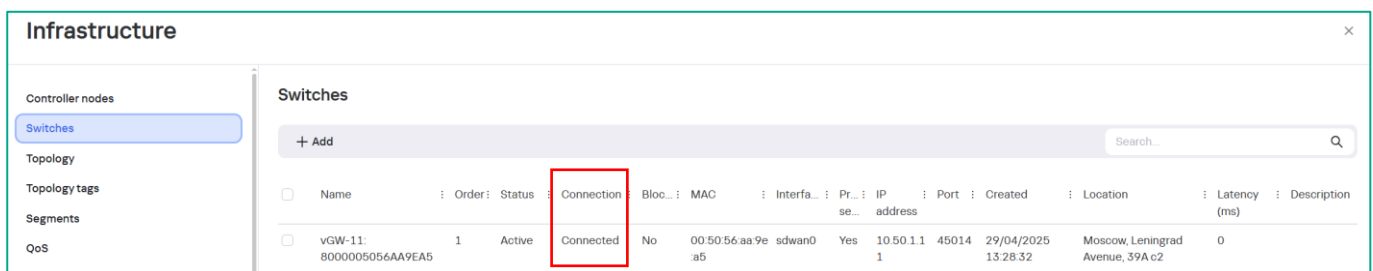 Infrastructure
Controller nodes
Switches
Topology
Topology tags
Segments
QoS
Switches
+ Add
Search...
Name Order Status Connection Bloc... MAC Interfa... Pr... IP Port Created Location Latency Description
se... address (ms)
vGW-11: 1 Active Connected No 00:50:56:aa:9e sdwan0 Yes 10.50.1.1 45014 29/04/2025 Moscow, Leningrad 0
8000005056AA9EA5 :a5 1 13:28:32 Avenue, 39A c2